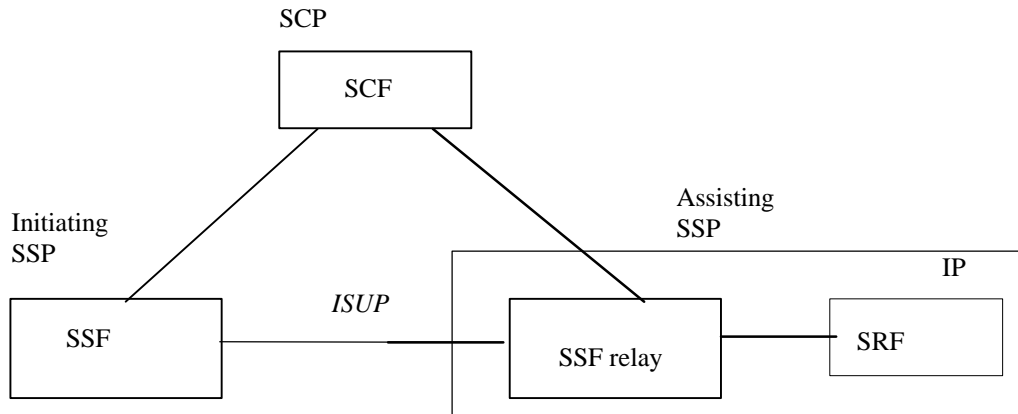 SCP
SCF
Initiating
SSP
Assisting
SSP
IP
ISUP
SSF
SSF relay
SRF